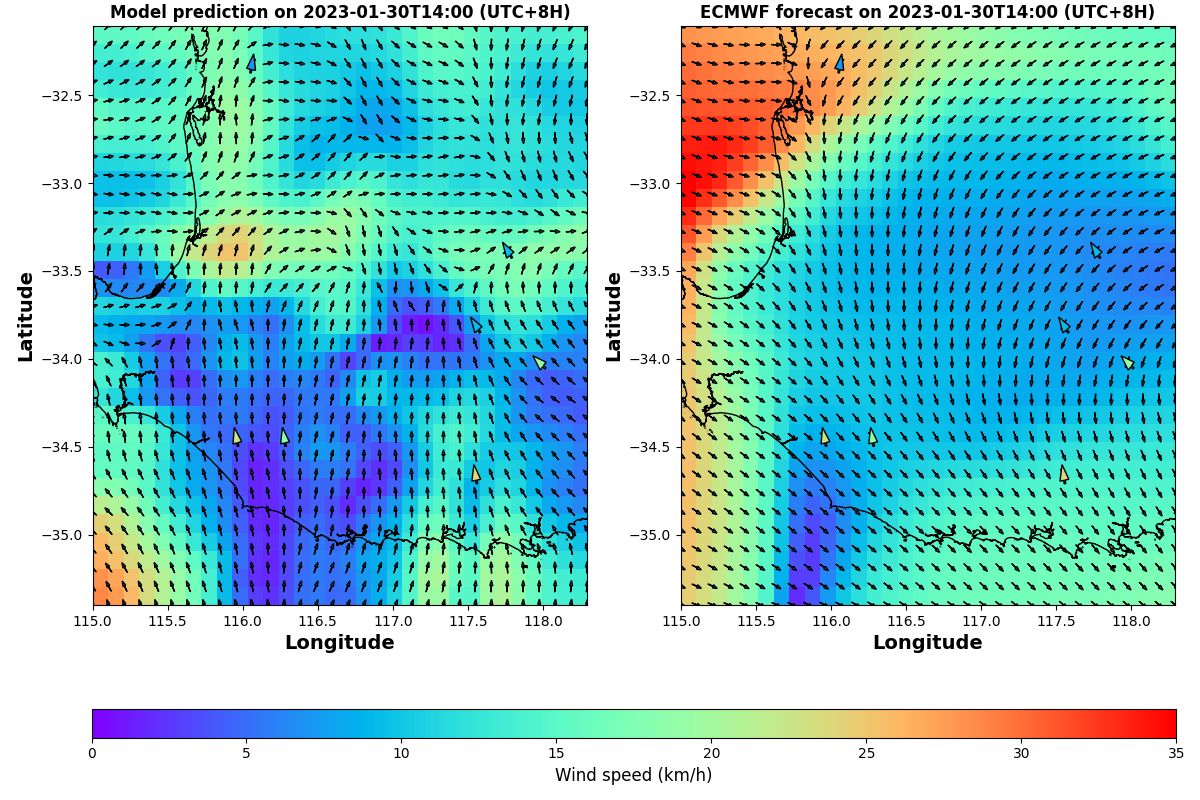 Model prediction on 2023-01-30T14:00 (UTC+8H)
ECMWF forecast on 2023-01-30T14:00 (UTC+8H)
Latitude
−32.5
−33.0
−33.5
−34.0
−34.5
−35.0
115.0 115.5 116.0 116.5 117.0 117.5 118.0
Longitude
Latitude
−32.5
−33.0
−33.5
−34.0
−34.5
−35.0
115.0 115.5 116.0 116.5 117.0 117.5 118.0
Longitude
0 5 10 15 20 25 30 35
Wind speed (km/h)